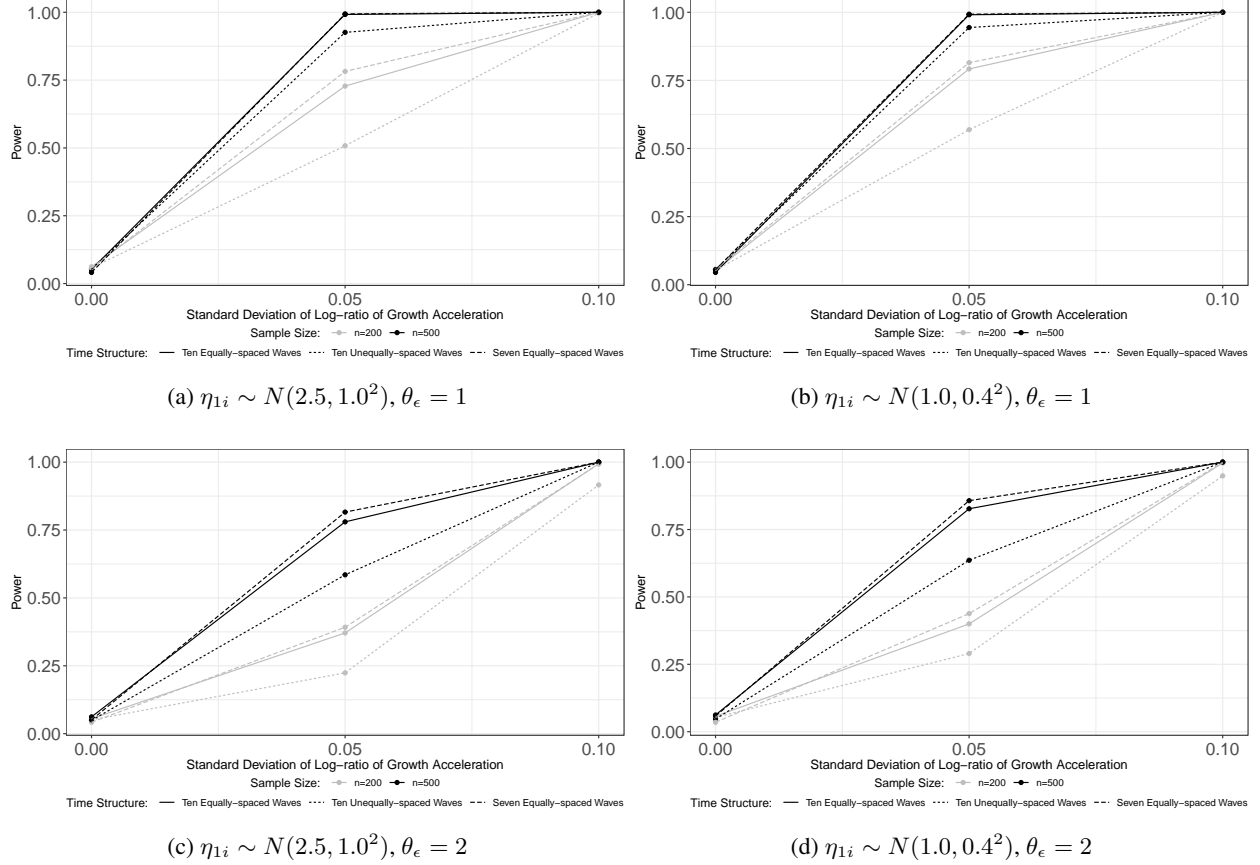 1.00
0.75
0.50
0.25
0.00
Power
0.00 0.05 0.10
Standard Deviation of Log−ratio of Growth Acceleration
Sample Size: n=200 n=500
Time Structure: Ten Equally−spaced Waves Ten Unequally−spaced Waves Seven Equally−spaced Waves
(a) η₁ᵢ ∼ N(2.5, 1.0²), θ_ϵ = 1
1.00
0.75
0.50
0.25
0.00
Power
0.00 0.05 0.10
Standard Deviation of Log−ratio of Growth Acceleration
Sample Size: n=200 n=500
Time Structure: Ten Equally−spaced Waves Ten Unequally−spaced Waves Seven Equally−spaced Waves
(b) η₁ᵢ ∼ N(1.0, 0.4²), θ_ϵ = 1
1.00
0.75
0.50
0.25
0.00
Power
0.00 0.05 0.10
Standard Deviation of Log−ratio of Growth Acceleration
Sample Size: n=200 n=500
Time Structure: Ten Equally−spaced Waves Ten Unequally−spaced Waves Seven Equally−spaced Waves
(c) η₁ᵢ ∼ N(2.5, 1.0²), θ_ϵ = 2
1.00
0.75
0.50
0.25
0.00
Power
0.00 0.05 0.10
Standard Deviation of Log−ratio of Growth Acceleration
Sample Size: n=200 n=500
Time Structure: Ten Equally−spaced Waves Ten Unequally−spaced Waves Seven Equally−spaced Waves
(d) η₁ᵢ ∼ N(1.0, 0.4²), θ_ϵ = 2